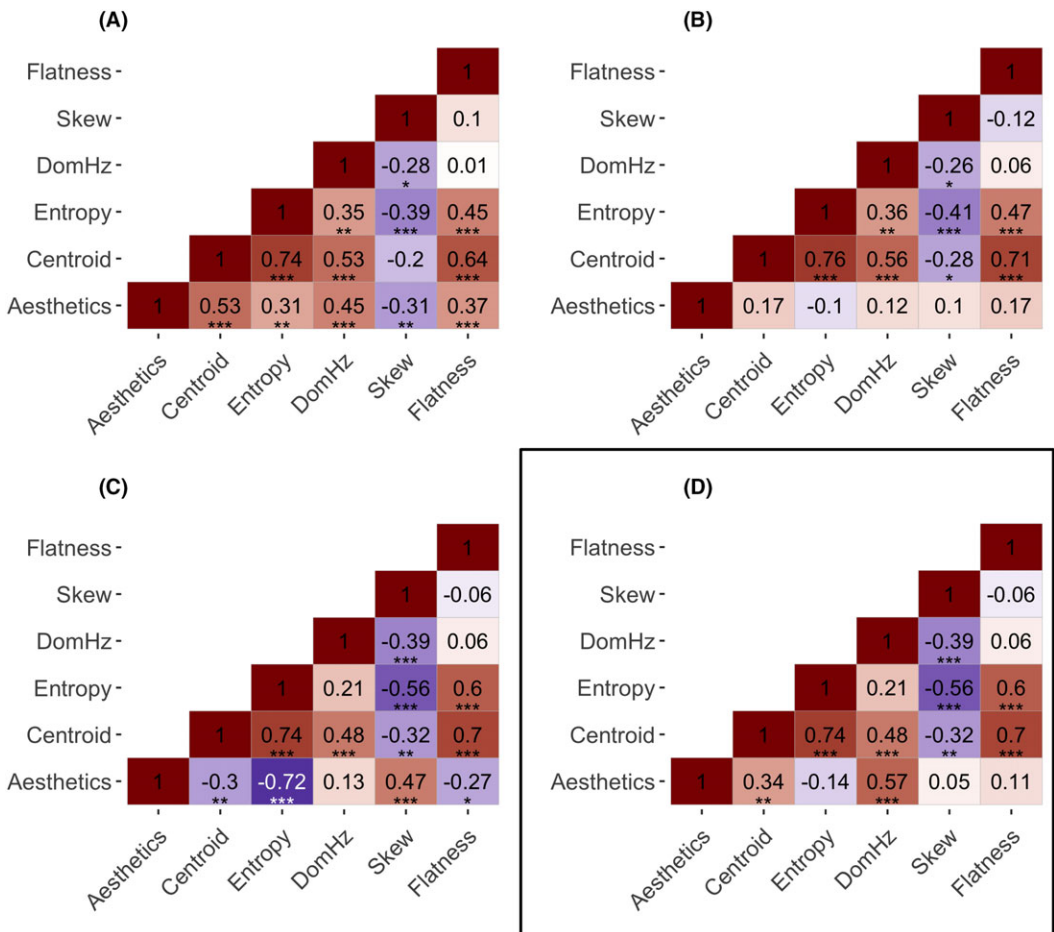 (A)
Flatness 1
Skew 1 0.1
DomHz 1 -0.28 0.01
*
Entropy 1 0.35 -0.39 0.45
** *** ***
Centroid 1 0.74 0.53 -0.2 0.64
*** *** ***
Aesthetics 1 0.53 0.31 0.45 -0.31 0.37
*** ** *** ** ***
Aesthetics Centroid Entropy DomHz Skew Flatness
(B)
Flatness 1
Skew 1 -0.12
DomHz 1 -0.26 0.06
*
Entropy 1 0.36 -0.41 0.47
** *** ***
Centroid 1 0.76 0.56 -0.28 0.71
*** *** * ***
Aesthetics 1 0.17 -0.1 0.12 0.1 0.17
Aesthetics Centroid Entropy DomHz Skew Flatness
(C)
Flatness 1
Skew 1 -0.06
DomHz 1 -0.39 0.06
***
Entropy 1 0.21 -0.56 0.6
*** ***
Centroid 1 0.74 0.48 -0.32 0.7
*** *** ** ***
Aesthetics 1 -0.3 -0.72 0.13 0.47 -0.27
** *** *** *
Aesthetics Centroid Entropy DomHz Skew Flatness
(D)
Flatness 1
Skew 1 -0.06
DomHz 1 -0.39 0.06
***
Entropy 1 0.21 -0.56 0.6
*** ***
Centroid 1 0.74 0.48 -0.32 0.7
*** *** ** ***
Aesthetics 1 0.34 -0.14 0.57 0.05 0.11
** ***
Aesthetics Centroid Entropy DomHz Skew Flatness